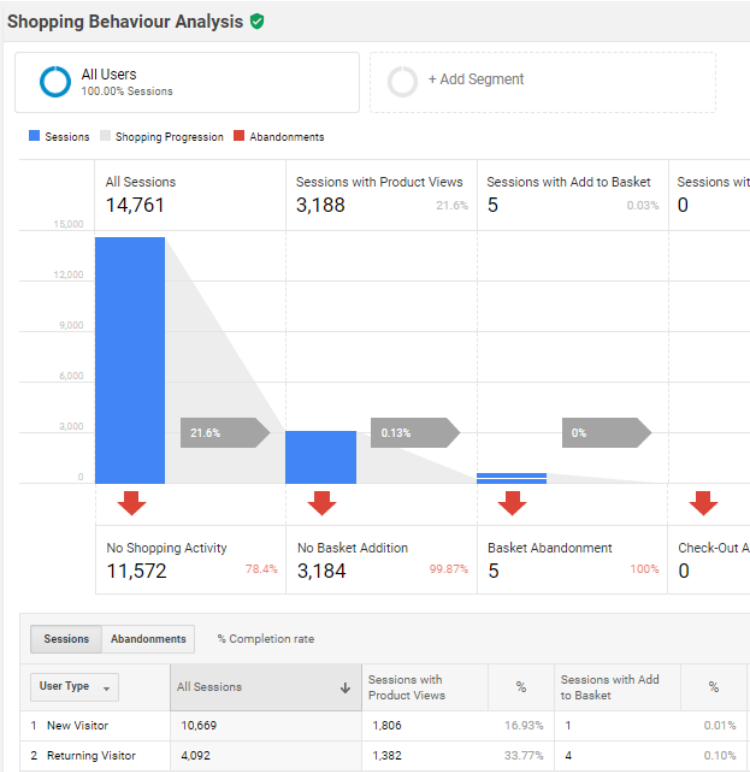 Shopping Behaviour Analysis
All Users
100.00% Sessions
+ Add Segment
Sessions Shopping Progression Abandonments
All Sessions Sessions with Product Views Sessions with Add to Basket Sessions wit
14,761 3,188 21.6% 5 0.03% 0
15,000
12,000
9,000
6,000
3,000
0
21.6% 0.13% 0%
No Shopping Activity No Basket Addition Basket Abandonment Check-Out A
11,572 78.4% 3,184 99.87% 5 100% 0
Sessions Abandonments % Completion rate
User Type All Sessions Sessions with Product Views % Sessions with Add to Basket %
1 New Visitor 10,669 1,806 16.93% 1 0.01%
2 Returning Visitor 4,092 1,382 33.77% 4 0.10%